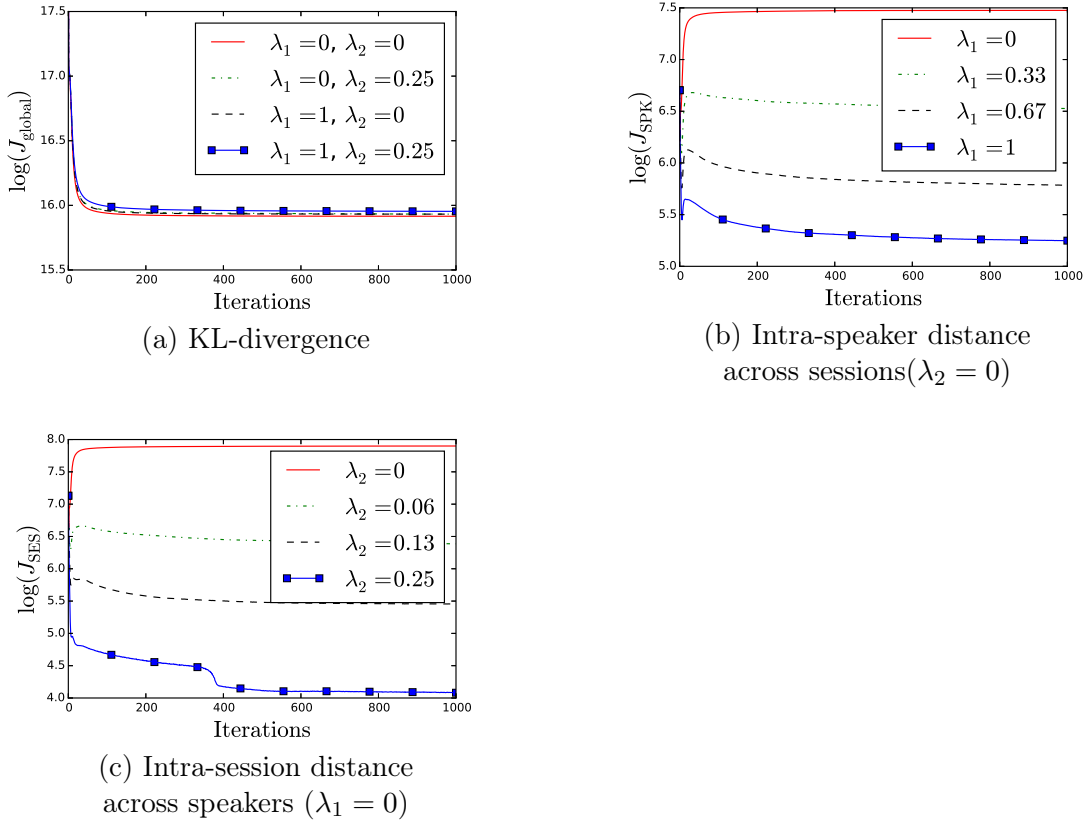 17.5
17.0
16.5
16.0
15.5
log(J_global)
λ₁ =0, λ₂ =0
λ₁ =0, λ₂ =0.25
λ₁ =1, λ₂ =0
λ₁ =1, λ₂ =0.25
0 200 400 600 800 1000
Iterations
(a) KL-divergence
7.5
7.0
6.5
6.0
5.5
5.0
log(J_SPK)
λ₁ =0
λ₁ =0.33
λ₁ =0.67
λ₁ =1
0 200 400 600 800 1000
Iterations
(b) Intra-speaker distance
across sessions(λ₂ = 0)
8.0
7.5
7.0
6.5
6.0
5.5
5.0
4.5
4.0
log(J_SES)
λ₂ =0
λ₂ =0.06
λ₂ =0.13
λ₂ =0.25
0 200 400 600 800 1000
Iterations
(c) Intra-session distance
across speakers (λ₁ = 0)